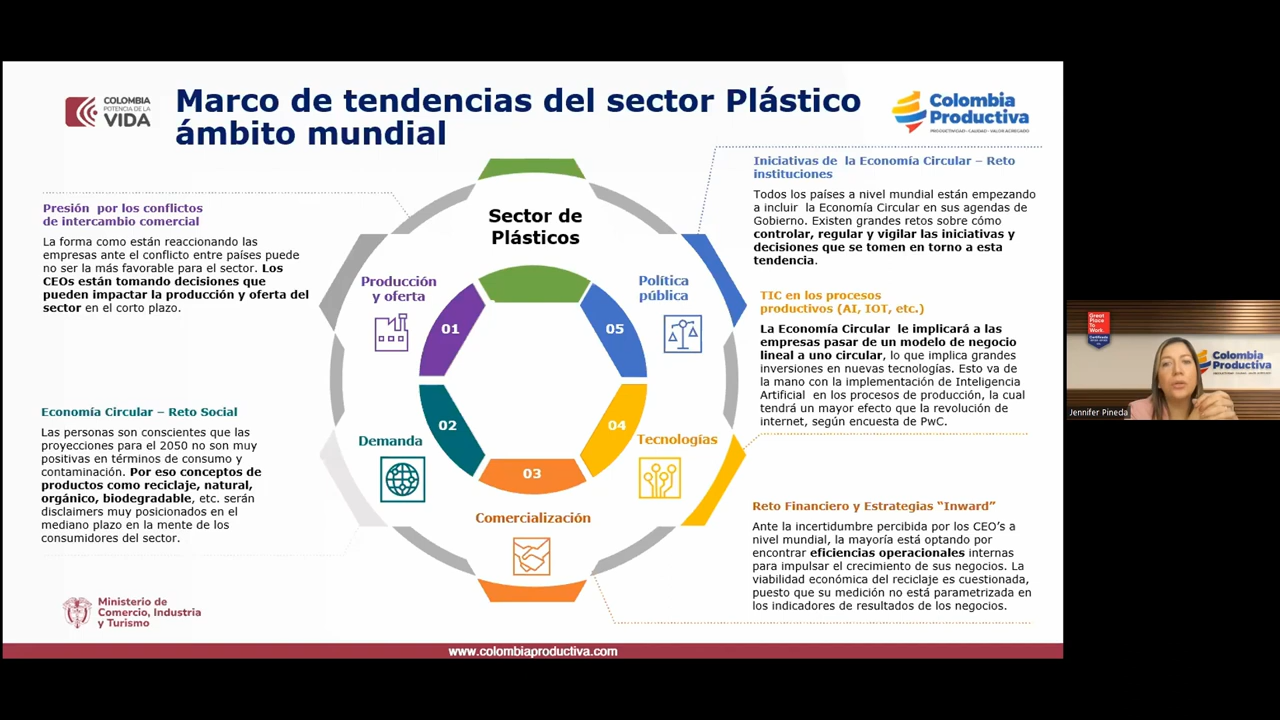 COLOMBIA
POTENCIA DE LA
VIDA
Marco de tendencias del sector Plástico
ámbito mundial
Colombia
Productiva
PRODUCTIVIDAD - CALIDAD - VALOR AGREGADO
Presión por los conflictos
de intercambio comercial
La forma como están reaccionando las
empresas ante el conflicto entre países puede
no ser la más favorable para el sector. Los
CEOs están tomando decisiones que
pueden impactar la producción y oferta del
sector en el corto plazo.
Economía Circular – Reto Social
Las personas son conscientes que las
proyecciones para el 2050 no son muy
positivas en términos de consumo y
contaminación. Por eso conceptos de
productos como reciclaje, natural,
orgánico, biodegradable, etc. serán
disclaimers muy posicionados en el
mediano plazo en la mente de los
consumidores del sector.
Sector de
Plásticos
Producción
y oferta
01
Demanda
02
Comercialización
03
Tecnologías
04
Política
pública
05
Iniciativas de la Economía Circular – Reto
instituciones
Todos los países a nivel mundial están empezando
a incluir la Economía Circular en sus agendas de
Gobierno. Existen grandes retos sobre cómo
controlar, regular y vigilar las iniciativas y
decisiones que se tomen en torno a esta
tendencia.
TIC en los procesos
productivos (AI, IOT, etc.)
La Economía Circular le implicará a las
empresas pasar de un modelo de negocio
lineal a uno circular, lo que implica grandes
inversiones en nuevas tecnologías. Esto va de
la mano con la implementación de Inteligencia
Artificial en los procesos de producción, la cual
tendrá un mayor efecto que la revolución de
internet, según encuesta de PwC.
Reto Financiero y Estrategias “Inward”
Ante la incertidumbre percibida por los CEO’s a
nivel mundial, la mayoría está optando por
encontrar eficiencias operacionales internas
para impulsar el crecimiento de sus negocios. La
viabilidad económica del reciclaje es cuestionada,
puesto que su medición no está parametrizada en
los indicadores de resultados de los negocios.
Ministerio de
Comercio, Industria
y Turismo
www.colombiaproductiva.com
Great
Place
To
Work
Colombia
Productiva
Jennifer Pineda